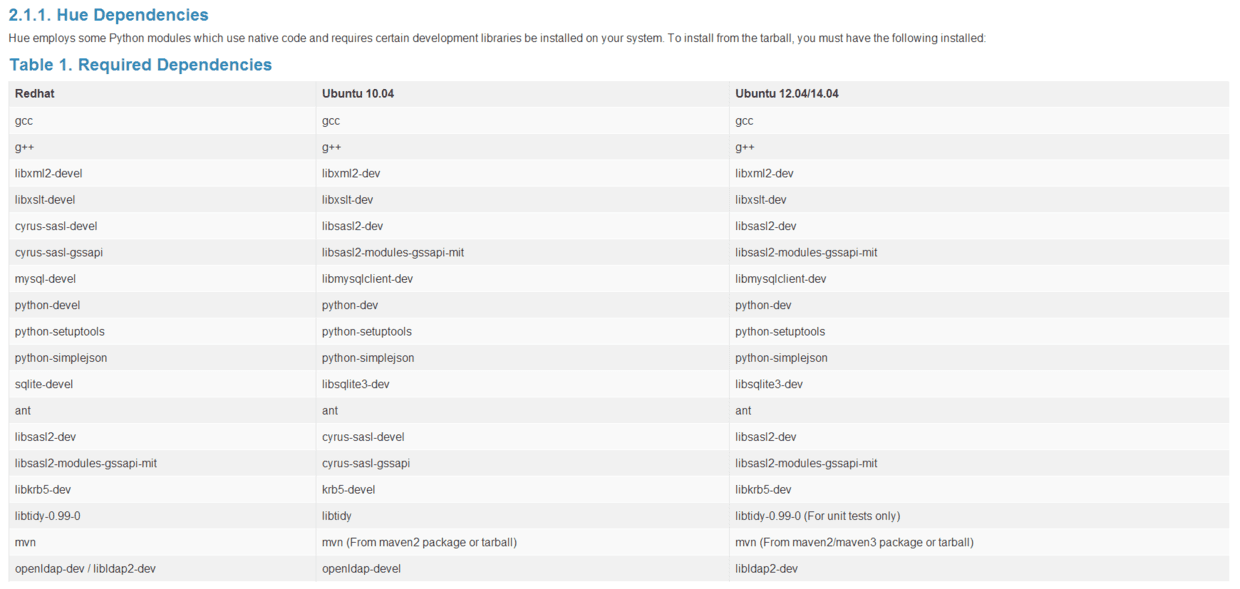 2.1.1. Hue Dependencies
Hue employs some Python modules which use native code and requires certain development libraries be installed on your system. To install from the tarball, you must have the following installed:
Table 1. Required Dependencies
Redhat Ubuntu 10.04 Ubuntu 12.04/14.04
gcc gcc gcc
g++ g++ g++
libxml2-devel libxml2-dev libxml2-dev
libxslt-devel libxslt-dev libxslt-dev
cyrus-sasl-devel libsasl2-dev libsasl2-dev
cyrus-sasl-gssapi libsasl2-modules-gssapi-mit libsasl2-modules-gssapi-mit
mysql-devel libmysqlclient-dev libmysqlclient-dev
python-devel python-dev python-dev
python-setuptools python-setuptools python-setuptools
python-simplejson python-simplejson python-simplejson
sqlite-devel libsqlite3-dev libsqlite3-dev
ant ant ant
libsasl2-dev cyrus-sasl-devel libsasl2-dev
libsasl2-modules-gssapi-mit cyrus-sasl-gssapi libsasl2-modules-gssapi-mit
libkrb5-dev krb5-devel libkrb5-dev
libtidy-0.99-0 libtidy libtidy-0.99-0 (For unit tests only)
mvn mvn (From maven2 package or tarball) mvn (From maven2/maven3 package or tarball)
openldap-dev / libldap2-dev openldap-devel libldap2-dev